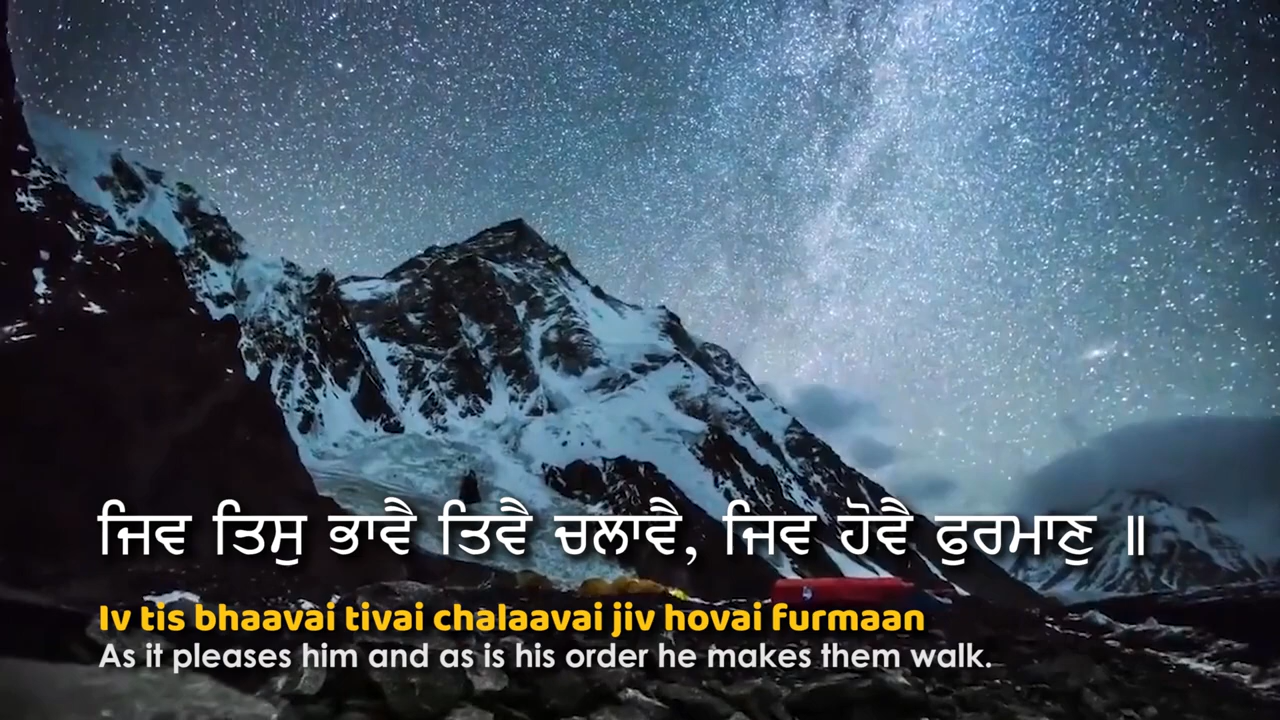 ਜਿਵ ਤਿਸੁ ਭਾਵੈ ਤਿਵੈ ਚਲਾਵੈ, ਜਿਵ ਹੋਵੈ ਫੁਰਮਾਣੁ ॥
Iv tis bhaavai tivai chalaavai jiv hovai furmaan
As it pleases him and as is his order he makes them walk.